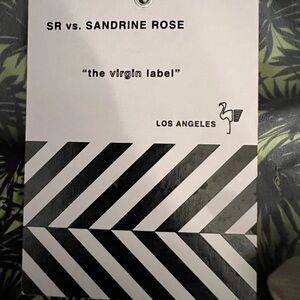 SR vs. SANDRINE ROSE
"the virgin label"
LOS ANGELES